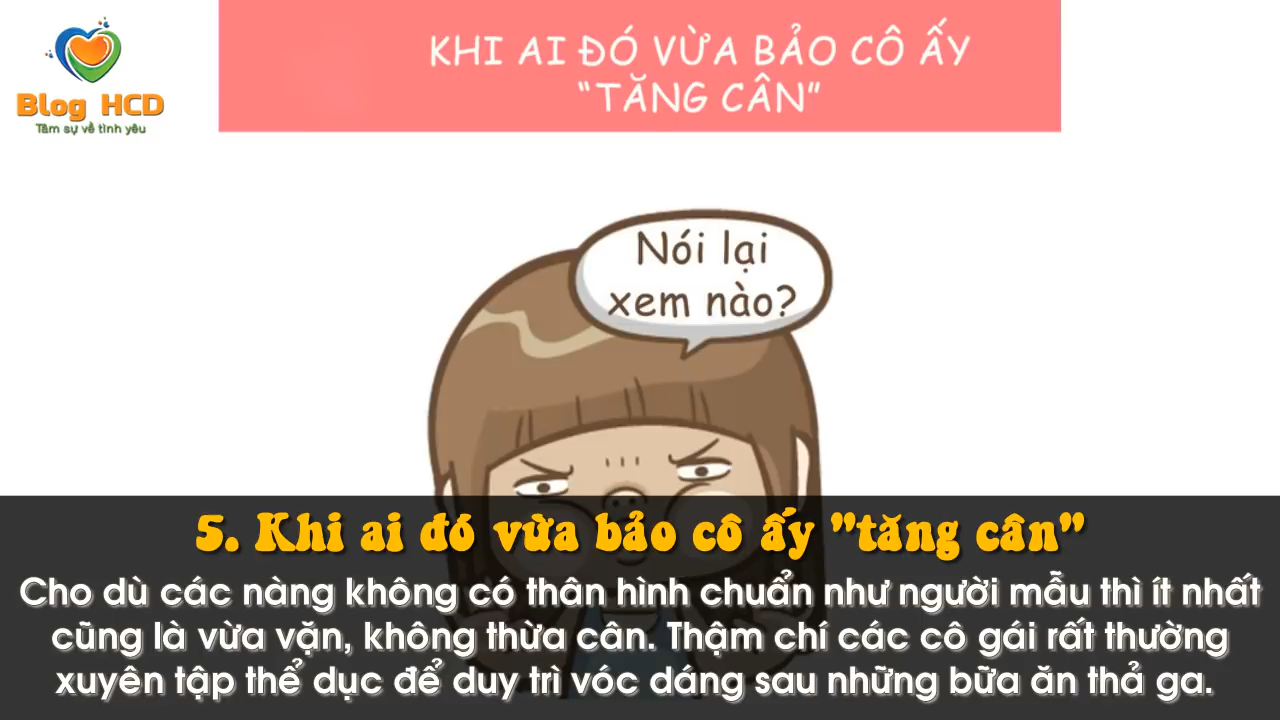 Blog HCD
Tâm sự về tình yêu
KHI AI ĐÓ VỪA BẢO CÔ ẤY
“TĂNG CÂN”
Nói lại
xem nào?
5. Khi ai đó vừa bảo cô ấy "tăng cân"
Cho dù các nàng không có thân hình chuẩn như người mẫu thì ít nhất
cũng là vừa vặn, không thừa cân. Thậm chí các cô gái rất thường
xuyên tập thể dục để duy trì vóc dáng sau những bữa ăn thả ga.